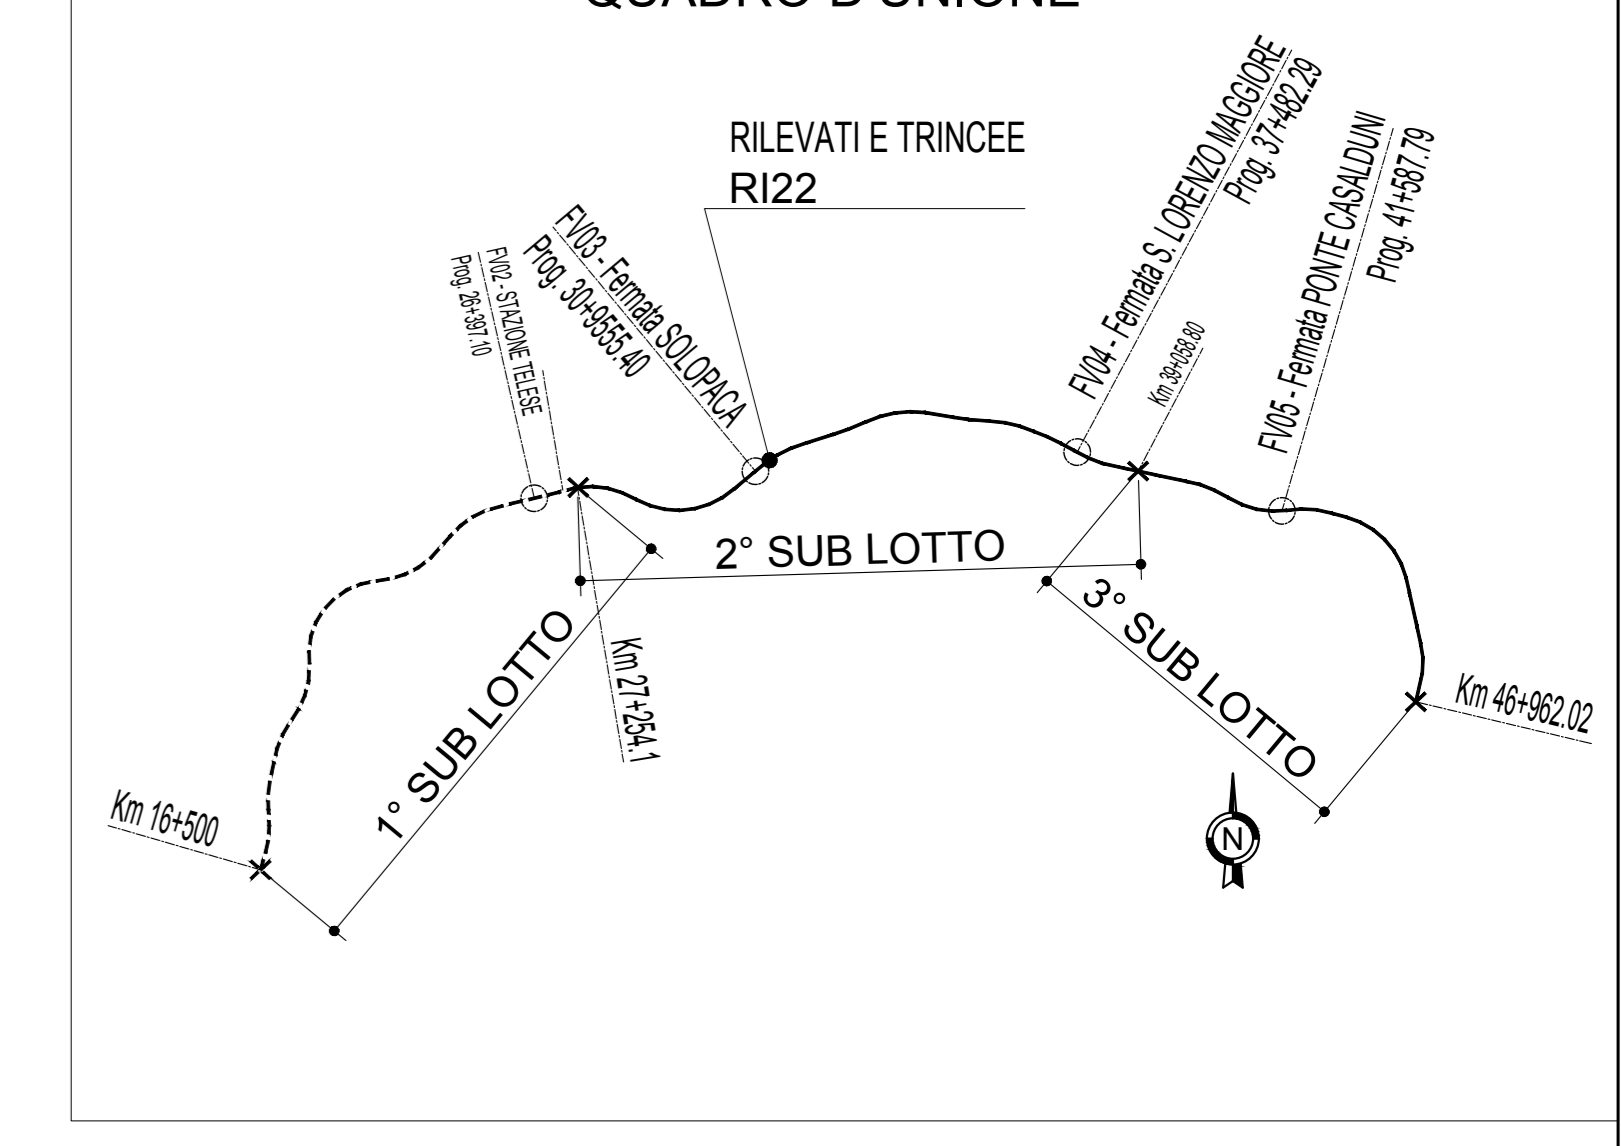 QUADRO D'UNIONE
RILEVATI E TRINCEE
RI22
FV02 - STAZIONE TELESE
Prog. 26+397.10
FV03 - Fermata SOLOPACA
Prog. 30+9555.40
FV04 - Fermata S. LORENZO MAGGIORE
Prog. 37+482.29
Km 39+058.80
FV05 - Fermata PONTE CASALDUNI
Prog. 41+587.79
2° SUB LOTTO
1° SUB LOTTO
Km 27+254.1
3° SUB LOTTO
Km 46+962.02
Km 16+500
N